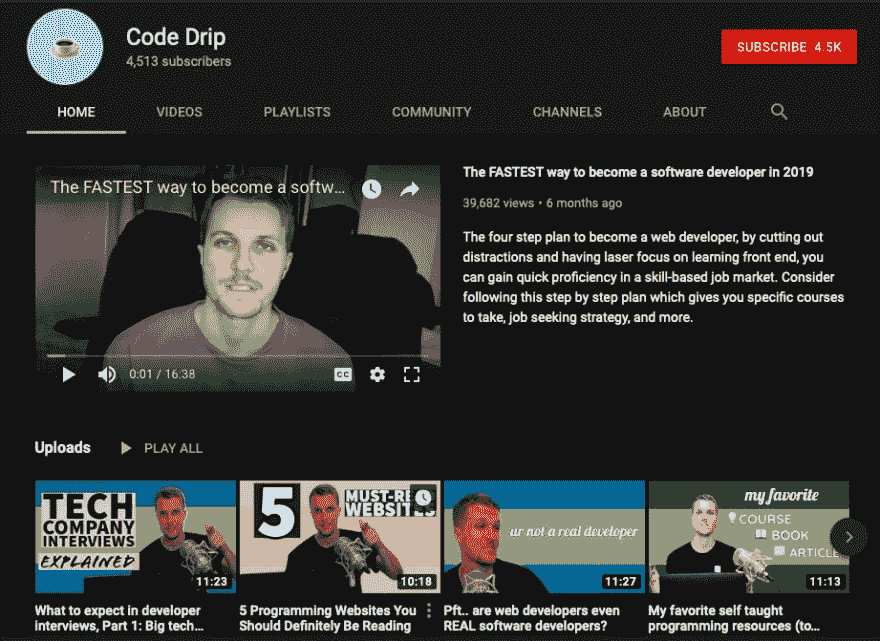 Code Drip
4,513 subscribers
SUBSCRIBE 4.5K
HOME VIDEOS PLAYLISTS COMMUNITY CHANNELS ABOUT
The FASTEST way to become a softw...
0:01 / 16:38
CC
The FASTEST way to become a software developer in 2019
39,682 views • 6 months ago
The four step plan to become a web developer, by cutting out
distractions and having laser focus on learning front end, you
can gain quick proficiency in a skill-based job market. Consider
following this step by step plan which gives you specific courses
to take, job seeking strategy, and more.
Uploads PLAY ALL
TECH
COMPANY
INTERVIEWS
EXPLAINED
11:23
What to expect in developer
interviews, Part 1: Big tech...
5
MUST-RE
WEBSITES
10:18
5 Programming Websites You
Should Definitely Be Reading
ur not a real developer
11:27
Pft.. are web developers even
REAL software developers?
my favorite
COURSE
BOOK
ARTICLE
11:13
My favorite self taught
programming resources (to...